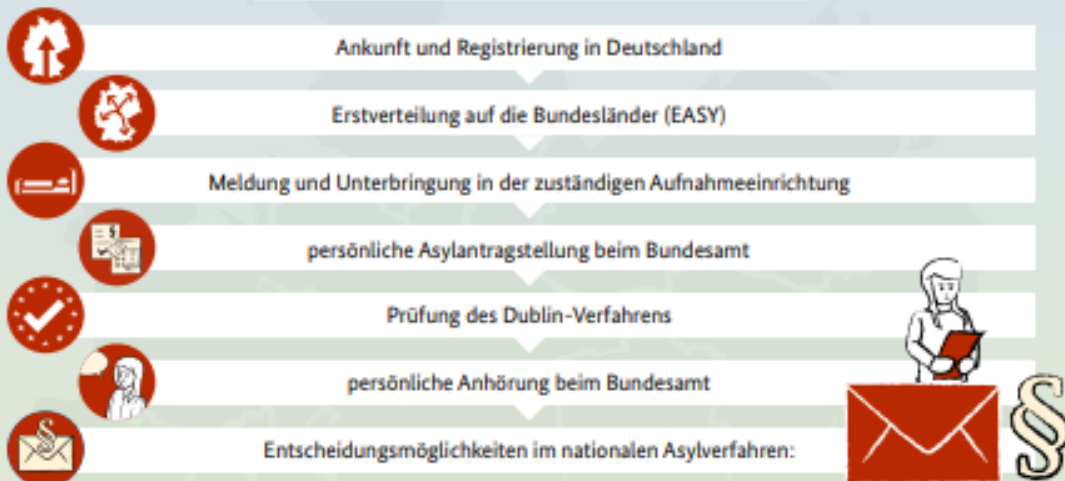 Ankunft und Registrierung in Deutschland
Erstverteilung auf die Bundesländer (EASY)
Meldung und Unterbringung in der zuständigen Aufnahmeeinrichtung
persönliche Asylantragstellung beim Bundesamt
Prüfung des Dublin-Verfahrens
persönliche Anhörung beim Bundesamt
Entscheidungsmöglichkeiten im nationalen Asylverfahren:
§